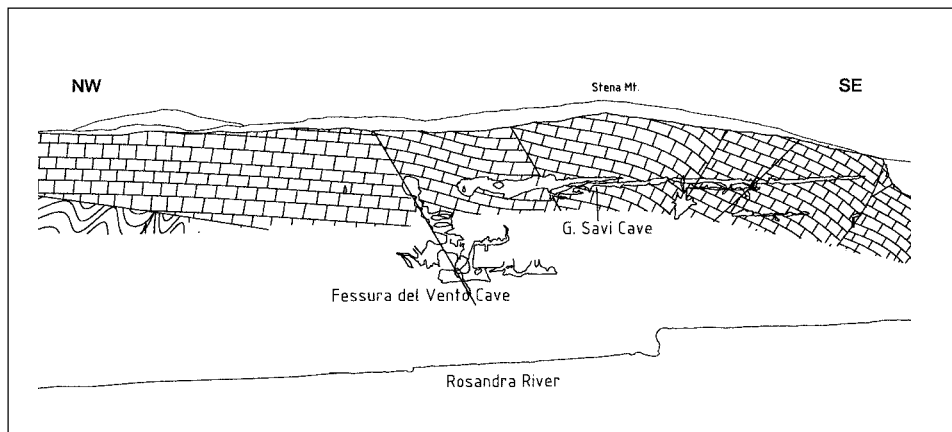 NW
Stena Mt.
SE
G. Savi Cave
Fessura del Vento Cave
Rosandra River